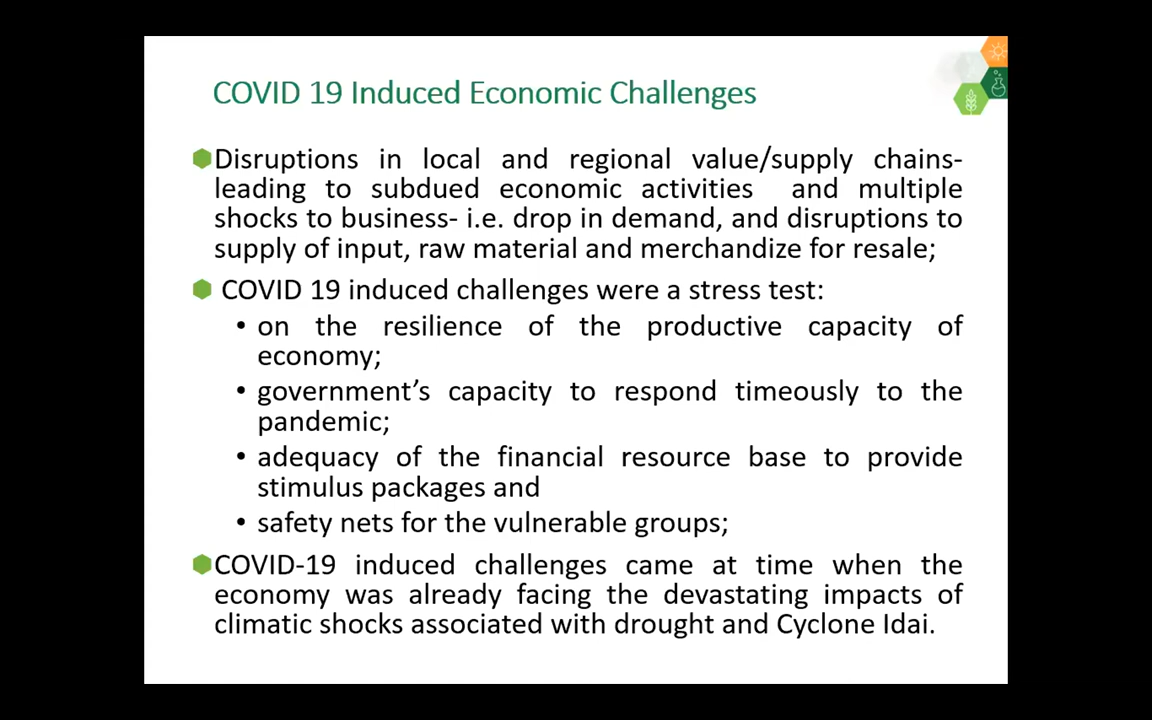 COVID 19 Induced Economic Challenges
Disruptions in local and regional value/supply chains-
leading to subdued economic activities and multiple
shocks to business- i.e. drop in demand, and disruptions to
supply of input, raw material and merchandize for resale;
COVID 19 induced challenges were a stress test:
• on the resilience of the productive capacity of
economy;
• government’s capacity to respond timeously to the
pandemic;
• adequacy of the financial resource base to provide
stimulus packages and
• safety nets for the vulnerable groups;
COVID-19 induced challenges came at time when the
economy was already facing the devastating impacts of
climatic shocks associated with drought and Cyclone Idai.